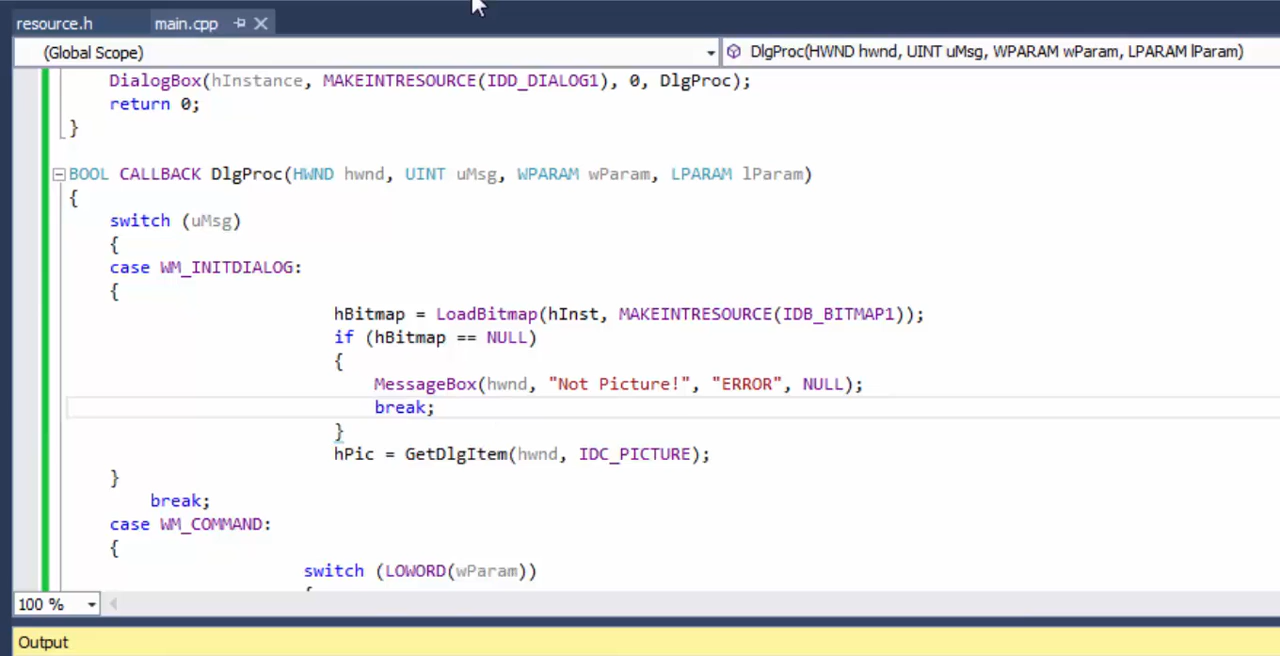 resource.h main.cpp
(Global Scope) DlgProc(HWND hwnd, UINT uMsg, WPARAM wParam, LPARAM lParam)
DialogBox(hInstance, MAKEINTRESOURCE(IDD_DIALOG1), 0, DlgProc);
return 0;
}
BOOL CALLBACK DlgProc(HWND hwnd, UINT uMsg, WPARAM wParam, LPARAM lParam)
{
switch (uMsg)
{
case WM_INITDIALOG:
{
hBitmap = LoadBitmap(hInst, MAKEINTRESOURCE(IDB_BITMAP1));
if (hBitmap == NULL)
{
MessageBox(hwnd, "Not Picture!", "ERROR", NULL);
break;
}
hPic = GetDlgItem(hwnd, IDC_PICTURE);
}
break;
case WM_COMMAND:
{
switch (LOWORD(wParam))
100 %
Output